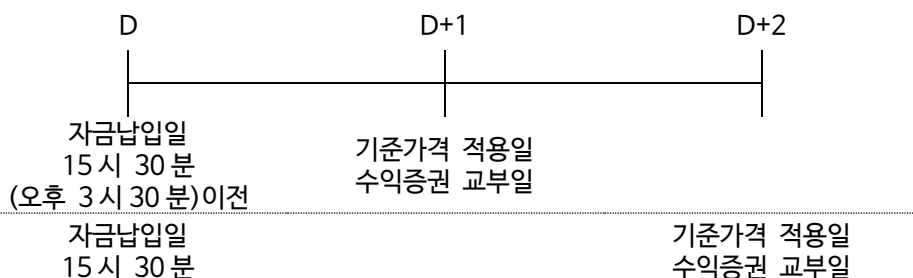 D D+1 D+2
자금납입일
15시 30분
(오후 3시 30분)이전
기준가격 적용일
수익증권 교부일
자금납입일
15시 30분
기준가격 적용일
수익증권 교부일